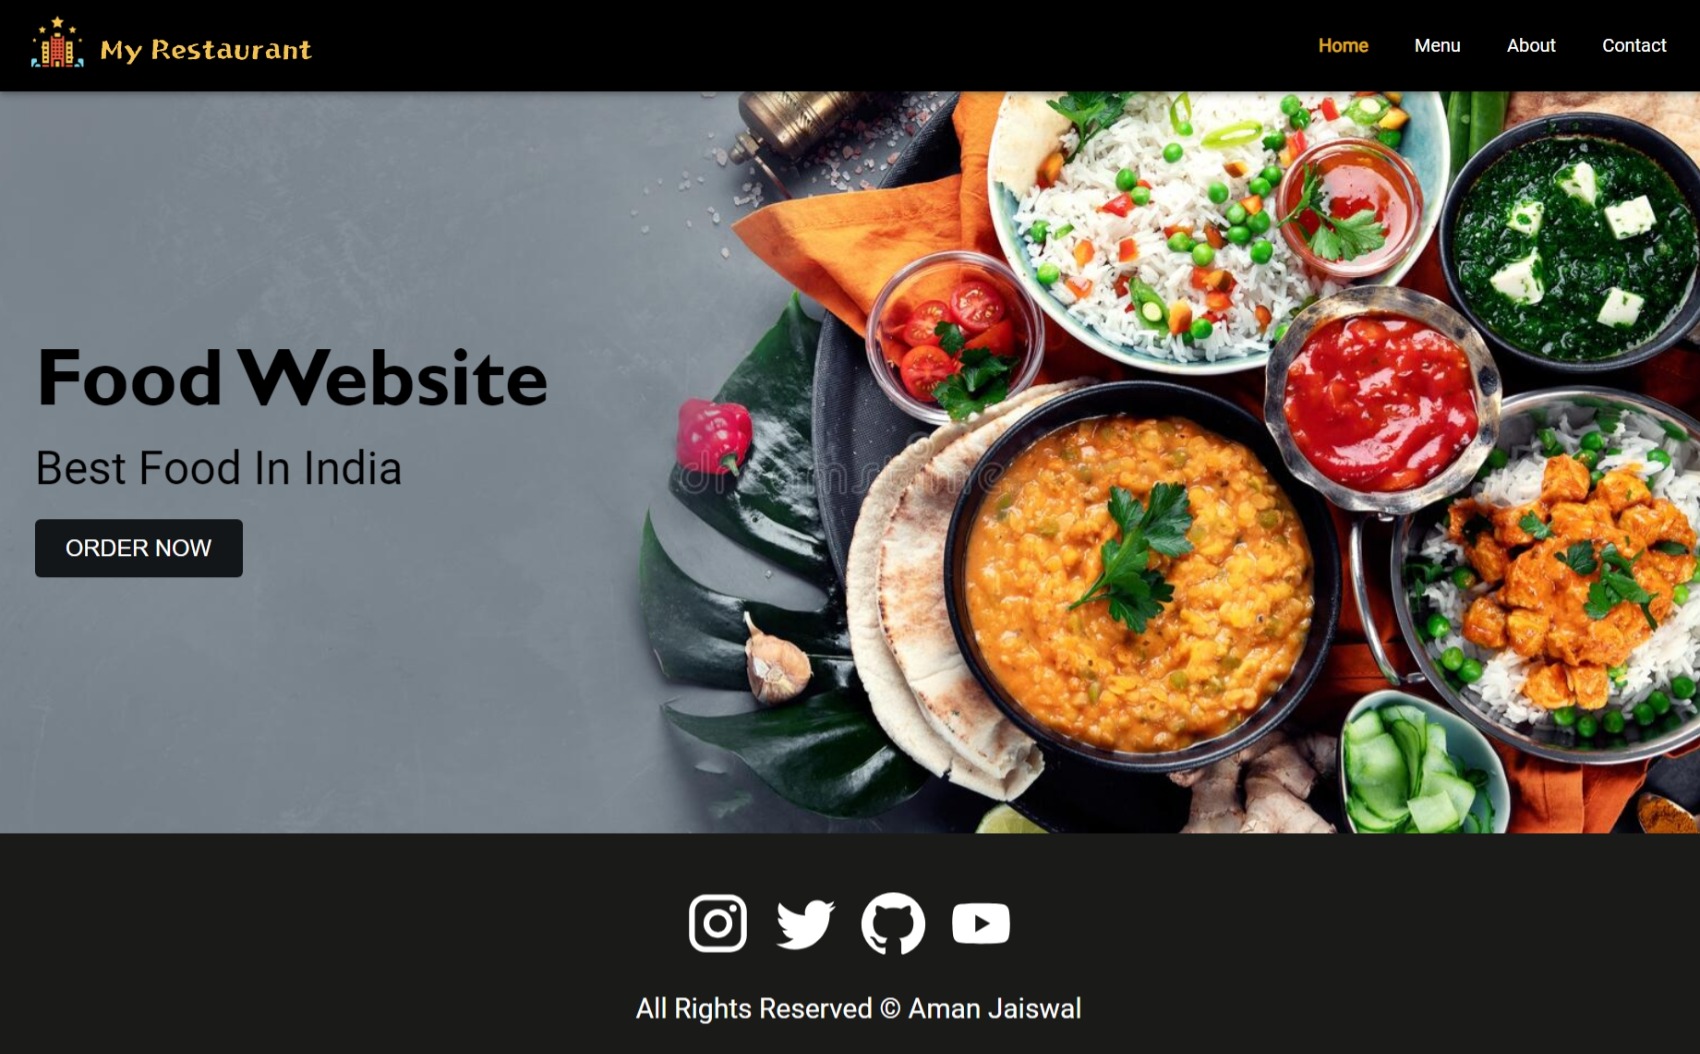 My Restaurant
Home Menu About Contact
Food Website
Best Food In India
ORDER NOW
dreamstime
All Rights Reserved © Aman Jaiswal